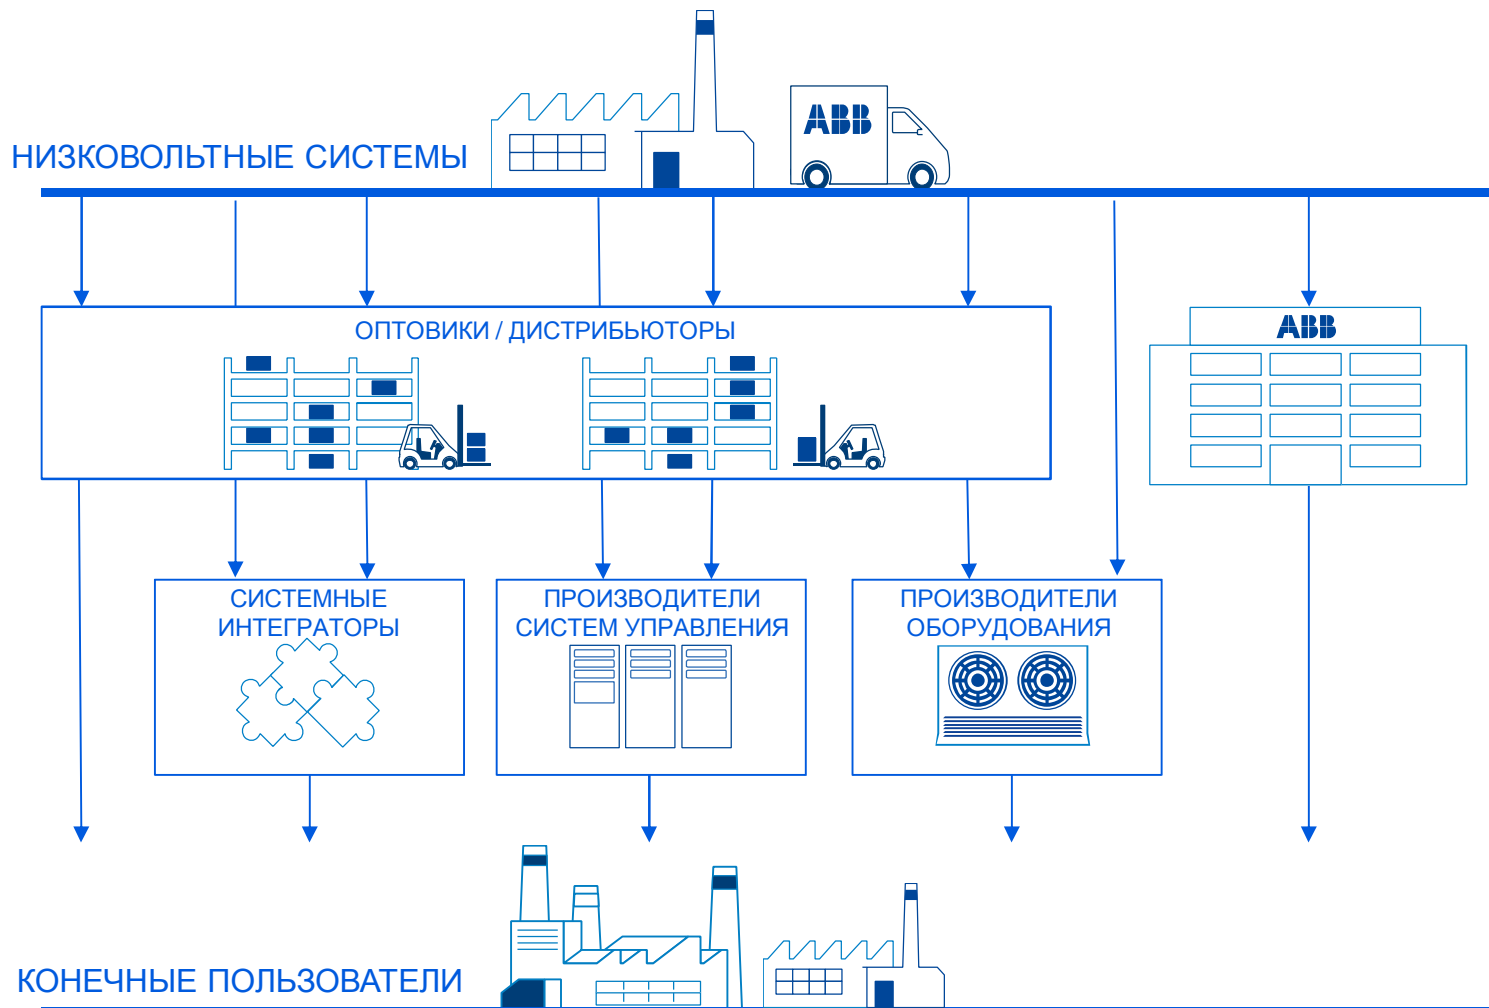 ABB
НИЗКОВОЛЬТНЫЕ СИСТЕМЫ
ОПТОВИКИ / ДИСТРИБЬЮТОРЫ
ABB
СИСТЕМНЫЕ
ИНТЕГРАТОРЫ
ПРОИЗВОДИТЕЛИ
СИСТЕМ УПРАВЛЕНИЯ
ПРОИЗВОДИТЕЛИ
ОБОРУДОВАНИЯ
КОНЕЧНЫЕ ПОЛЬЗОВАТЕЛИ